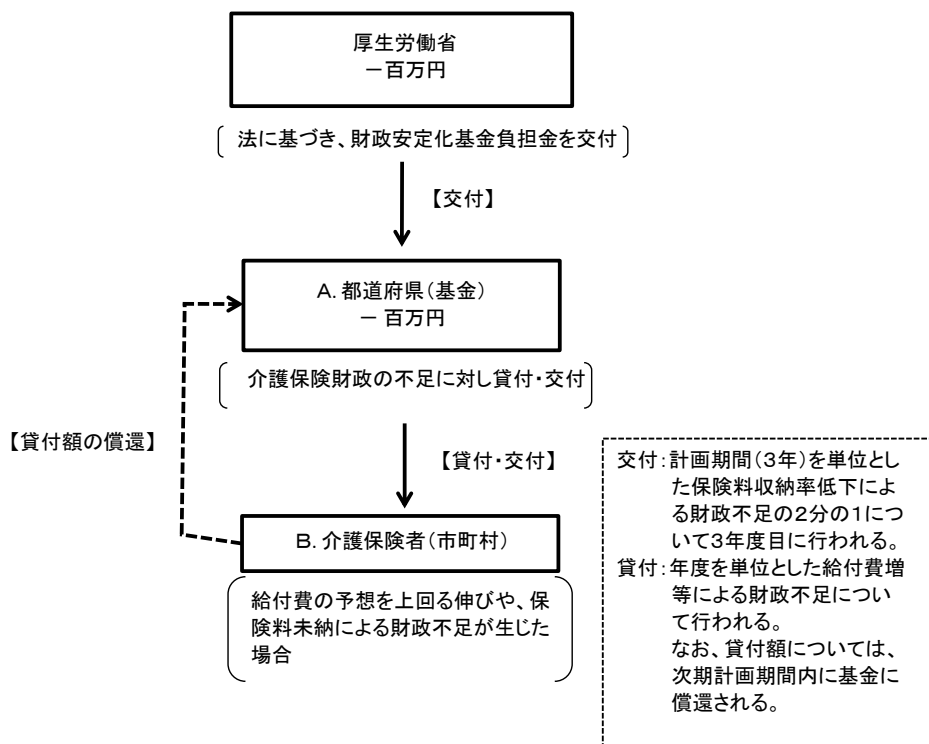 厚生労働省
－百万円
法に基づき、財政安定化基金負担金を交付
【交付】
A. 都道府県(基金)
－ 百万円
介護保険財政の不足に対し貸付・交付
【貸付額の償還】
【貸付・交付】
B. 介護保険者(市町村)
給付費の予想を上回る伸びや、保
険料未納による財政不足が生じた
場合
交付：計画期間(3年)を単位とし
た保険料収納率低下によ
る財政不足の2分の1につ
いて3年度目に行われる。
貸付：年度を単位とした給付費増
等による財政不足につい
て行われる。
なお、貸付額については、
次期計画期間内に基金に
償還される。